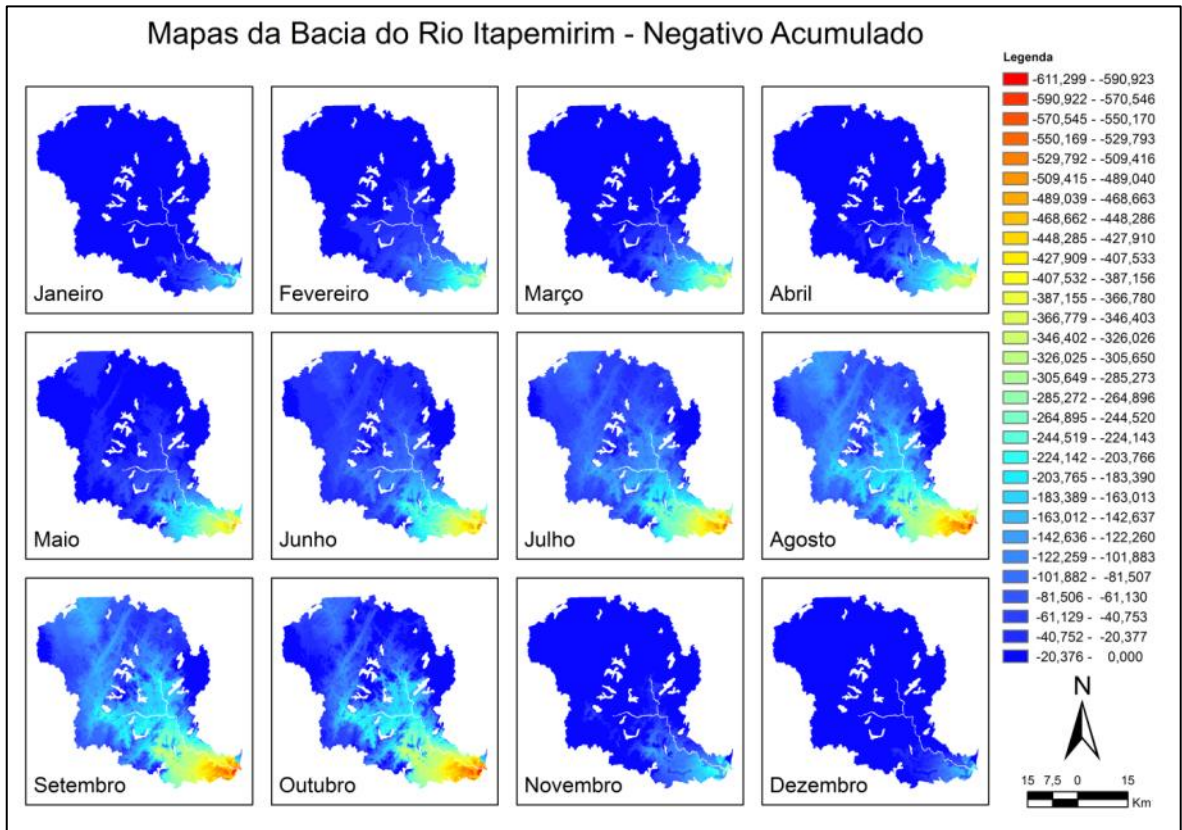 Mapas da Bacia do Rio Itapemirim - Negativo Acumulado
Janeiro
Fevereiro
Março
Abril
Maio
Junho
Julho
Agosto
Setembro
Outubro
Novembro
Dezembro
Legenda
-611,299 - -590,923
-590,922 - -570,546
-570,545 - -550,170
-550,169 - -529,793
-529,792 - -509,416
-509,415 - -489,040
-489,039 - -468,663
-468,662 - -448,286
-448,285 - -427,910
-427,909 - -407,533
-407,532 - -387,156
-387,155 - -366,780
-366,779 - -346,403
-346,402 - -326,026
-326,025 - -305,650
-305,649 - -285,273
-285,272 - -264,896
-264,895 - -244,520
-244,519 - -224,143
-224,142 - -203,766
-203,765 - -183,390
-183,389 - -163,013
-163,012 - -142,637
-142,636 - -122,260
-122,259 - -101,883
-101,882 - -81,507
-81,506 - -61,130
-61,129 - -40,753
-40,752 - -20,377
-20,376 - 0,000
N
15 7,5 0 15
Km